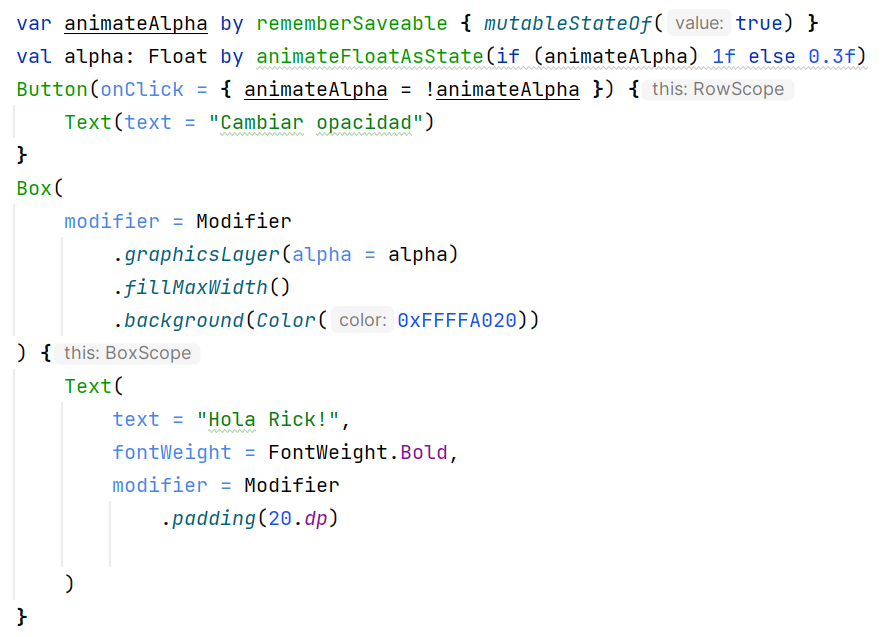 var animateAlpha by rememberSaveable { mutableStateOf( value: true) }
val alpha: Float by animateFloatAsState(if (animateAlpha) 1f else 0.3f)
Button(onClick = { animateAlpha = !animateAlpha }) { this: RowScope
    Text(text = "Cambiar opacidad")
}
Box(
    modifier = Modifier
        .graphicsLayer(alpha = alpha)
        .fillMaxWidth()
        .background(Color( color: 0xFFFFA020))
) { this: BoxScope
    Text(
        text = "Hola Rick!",
        fontWeight = FontWeight.Bold,
        modifier = Modifier
            .padding(20.dp)
    )
}